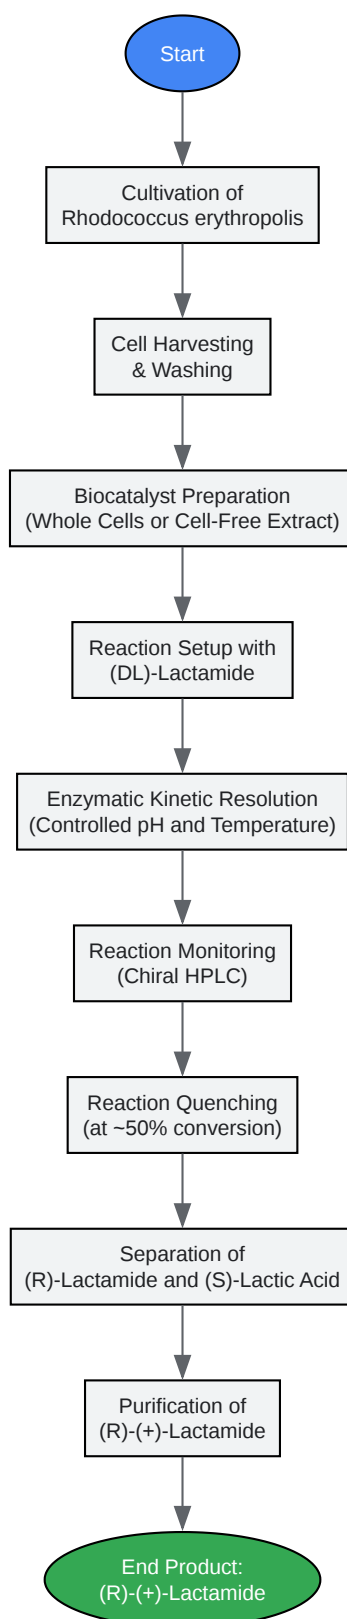 Start
Cultivation of
Rhodococcus erythropolis
Cell Harvesting
& Washing
Biocatalyst Preparation
(Whole Cells or Cell-Free Extract)
Reaction Setup with
(DL)-Lactamide
Enzymatic Kinetic Resolution
(Controlled pH and Temperature)
Reaction Monitoring
(Chiral HPLC)
Reaction Quenching
(at ~50% conversion)
Separation of
(R)-Lactamide and (S)-Lactic Acid
Purification of
(R)-(+)-Lactamide
End Product:
(R)-(+)-Lactamide